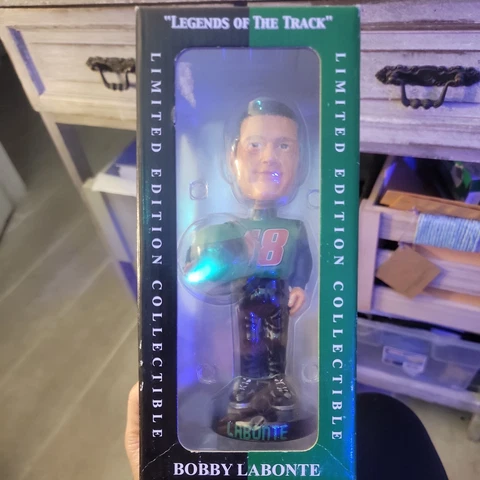 "LEGENDS OF THE TRACK"
LIMITED EDITION COLLECTIBLE
LIMITED EDITION COLLECTIBLE
18
LABONTE
BOBBY LABONTE